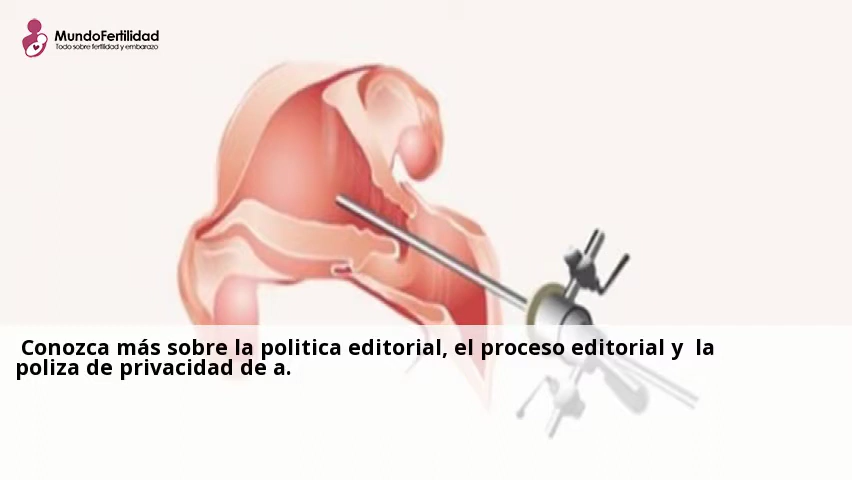 MundoFertilidad
Todo sobre fertilidad y embarazo
Conozca más sobre la politica editorial, el proceso editorial y la
poliza de privacidad de a.